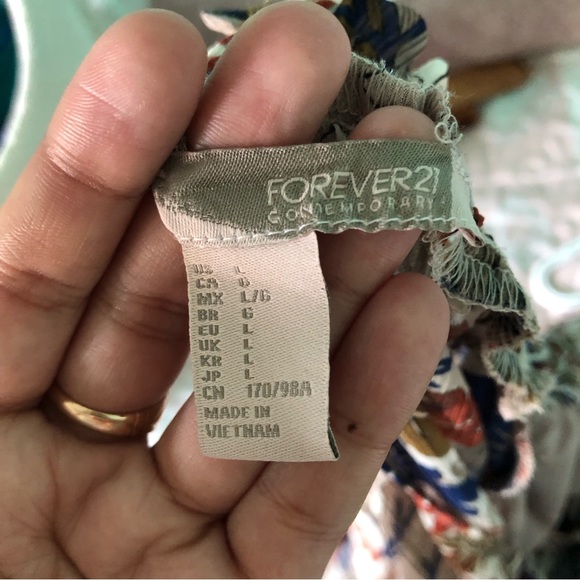 FOREVER21
CONTEMPORARY
US L
CA G
MX L/G
BR G
EU L
UK L
KR L
JP L
CN 170/98A
MADE IN
VIETNAM